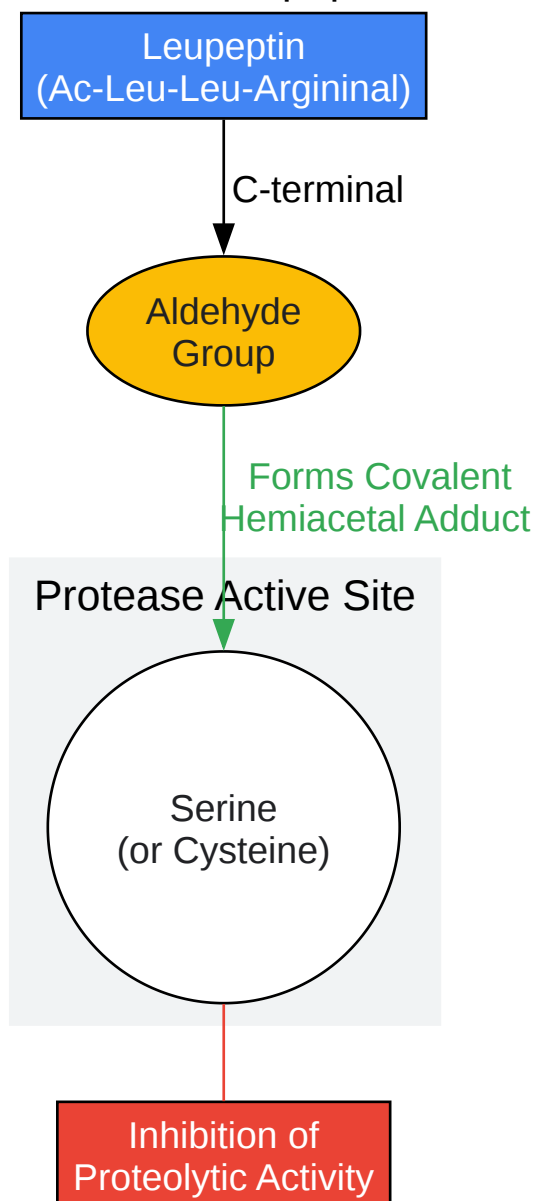 Leupeptin
(Ac-Leu-Leu-Argininal)
C-terminal
Aldehyde
Group
Forms Covalent
Hemiacetal Adduct
Protease Active Site
Serine
(or Cysteine)
Inhibition of
Proteolytic Activity